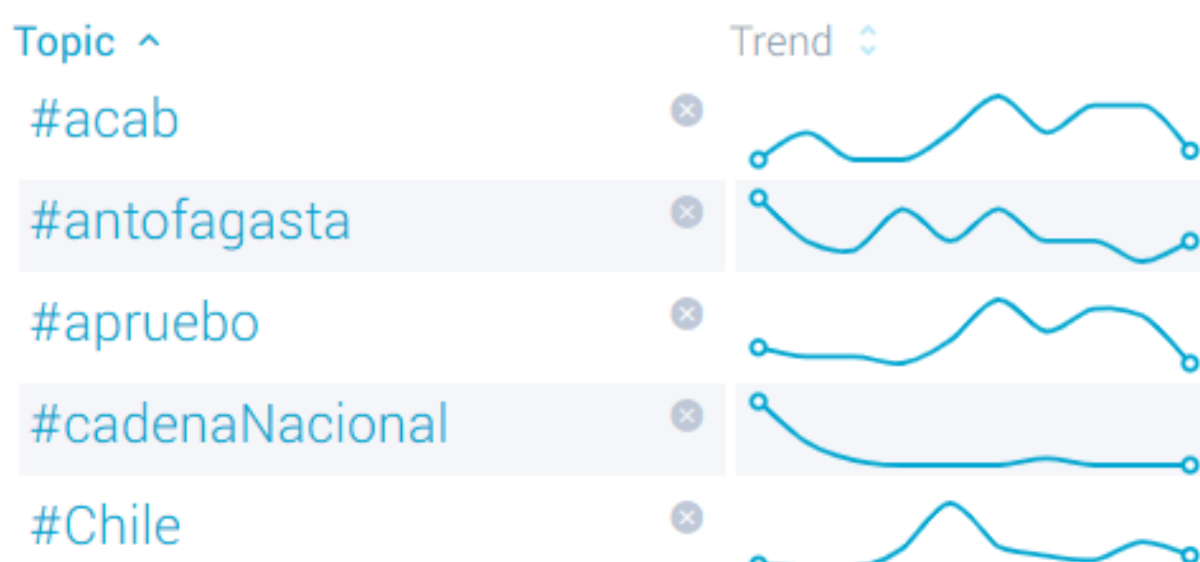 Topic Trend
#acab
#antofagasta
#apruebo
#cadenaNacional
#Chile